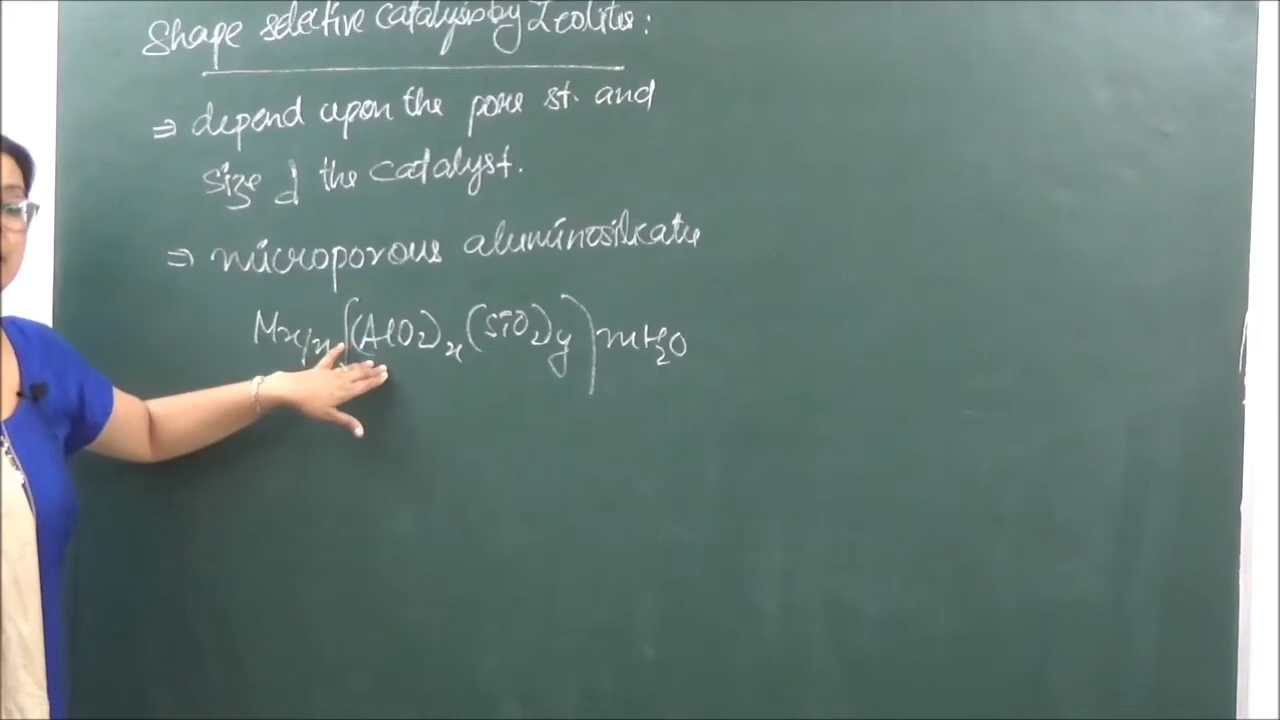 Shape selective catalysis by Zeolites :
⇒ depend upon the pore st. and
size of the catalyst.
⇒ microporous aluminosilicate
Mx/n [(AlO2)x (SiO2)y] mH2O